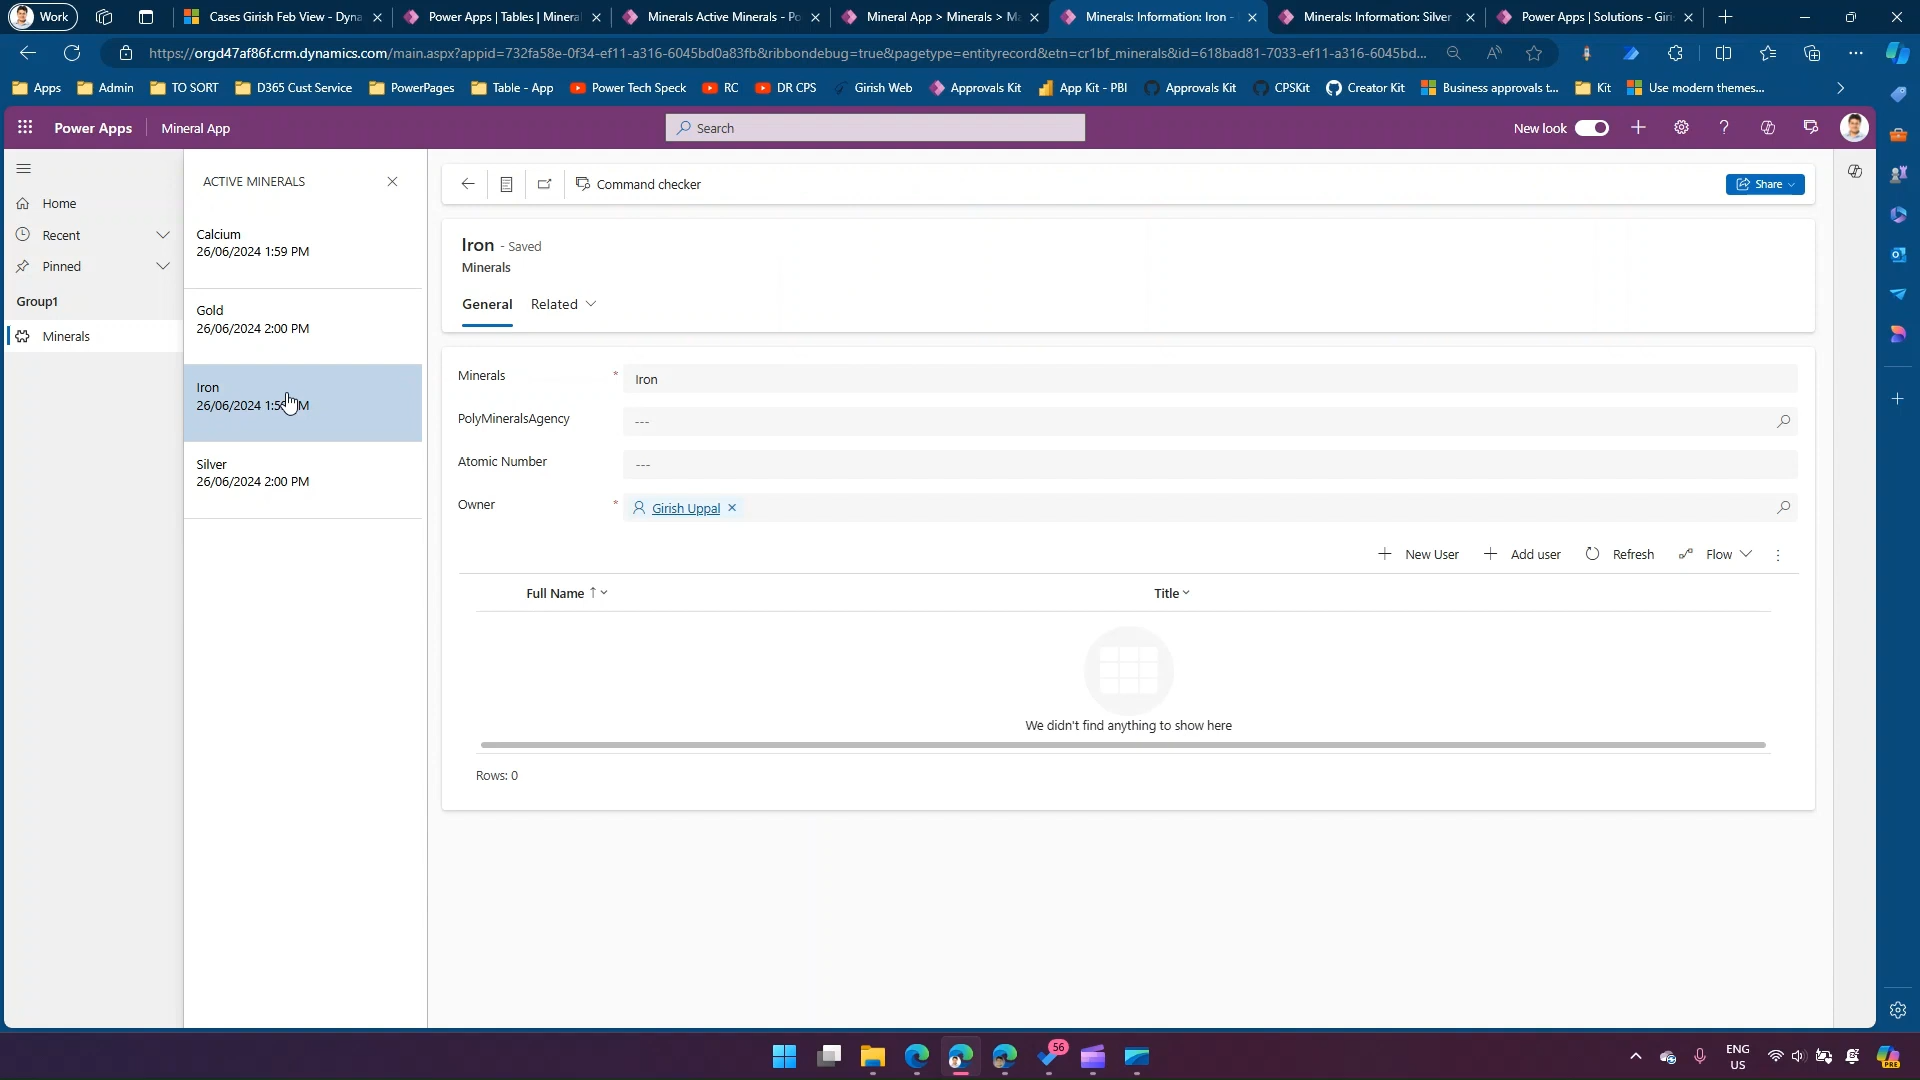 Work
Cases Girish Feb View - Dyna
Power Apps | Tables | Mineral
Minerals Active Minerals - Po
Mineral App > Minerals > M
Minerals: Information: Iron -
Minerals: Information: Silver
Power Apps | Solutions - Giri
https://orgd47af86f.crm.dynamics.com/main.aspx?appid=732fa58e-0f34-ef11-a316-6045bd0a83fb&ribbondebug=true&pagetype=entityrecord&etn=cr1bf_minerals&id=618bad81-7033-ef11-a316-6045bd...
Apps
Admin
TO SORT
D365 Cust Service
PowerPages
Table - App
Power Tech Speck
RC
DR CPS
Girish Web
Approvals Kit
App Kit - PBI
Approvals Kit
CPSKit
Creator Kit
Business approvals t...
Kit
Use modern themes...
Power Apps
Mineral App
Search
New look
Home
Recent
Pinned
Group1
Minerals
ACTIVE MINERALS
Calcium
26/06/2024 1:59 PM
Gold
26/06/2024 2:00 PM
Iron
26/06/2024 1:5
M
Silver
26/06/2024 2:00 PM
Command checker
Share
Iron - Saved
Minerals
General
Related
Minerals * Iron
PolyMineralsAgency ---
Atomic Number ---
Owner * Girish Uppal
New User
Add user
Refresh
Flow
Full Name
Title
We didn't find anything to show here
Rows: 0
56
ENG
US
PRE